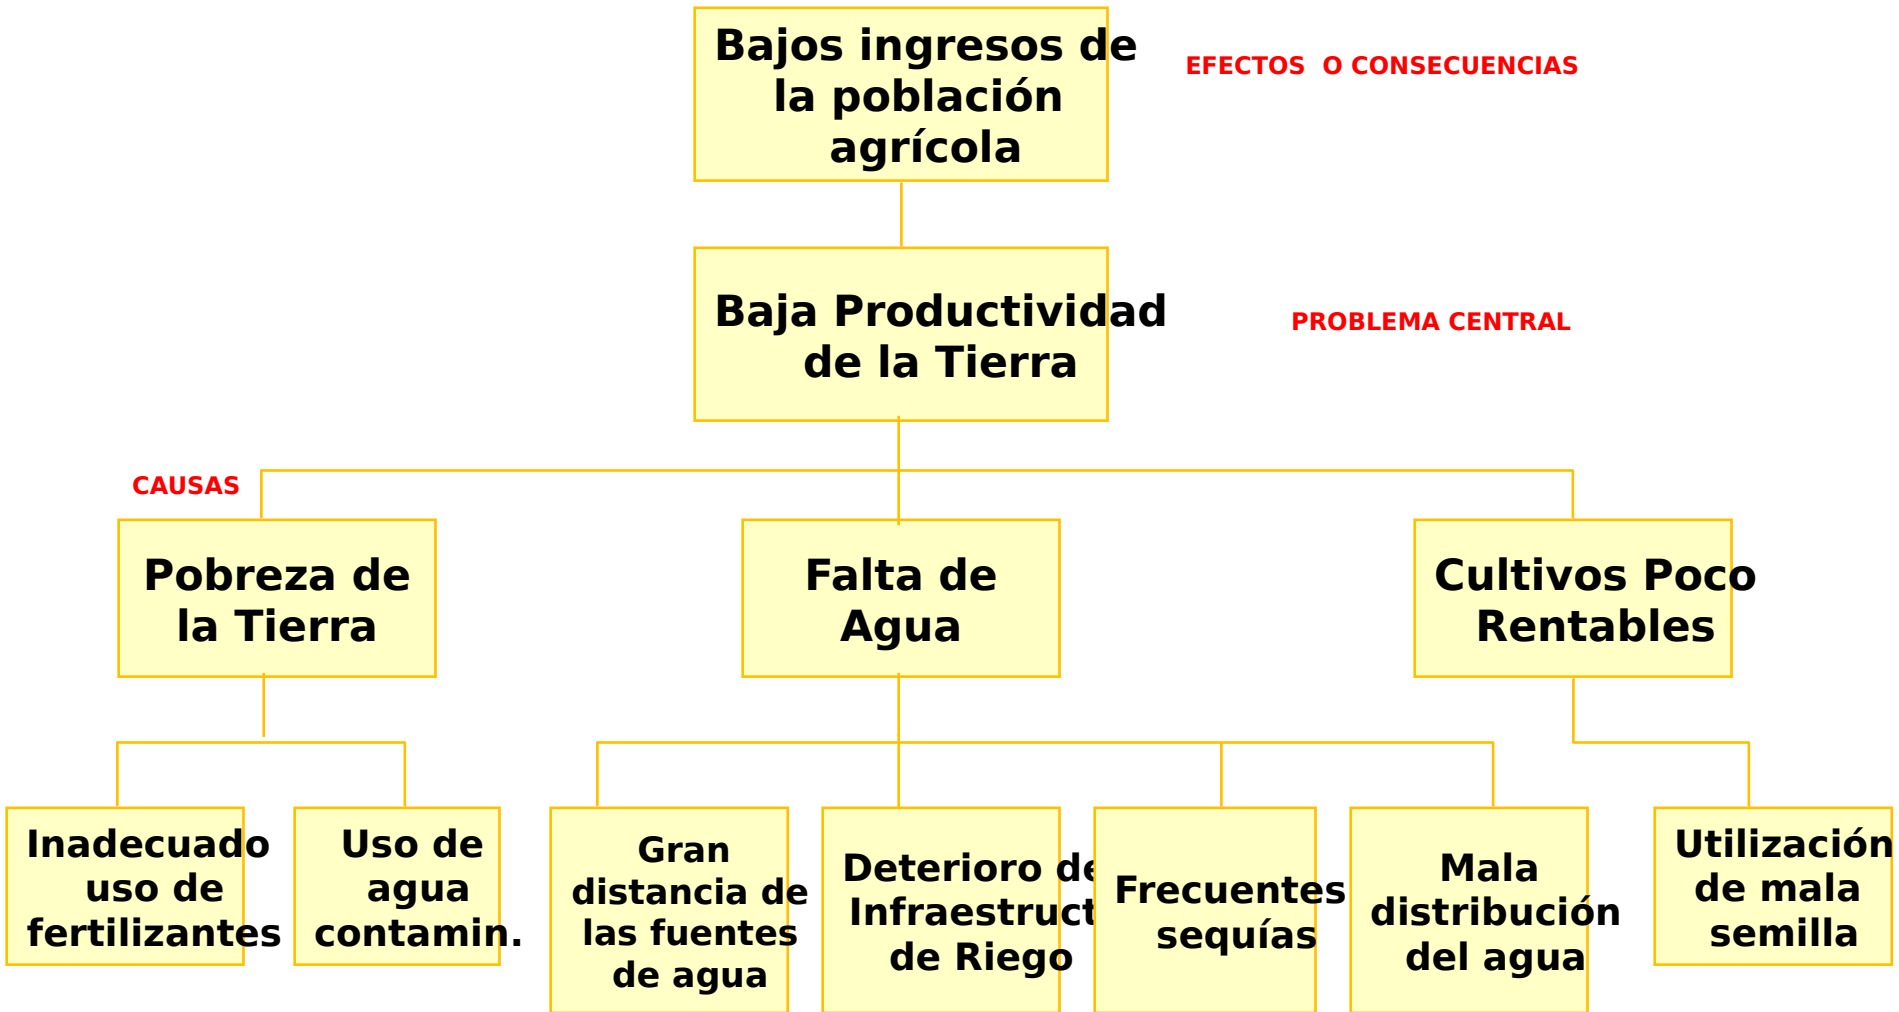 Bajos ingresos de
la población
agrícola
EFECTOS O CONSECUENCIAS
Baja Productividad
de la Tierra
PROBLEMA CENTRAL
CAUSAS
Pobreza de
la Tierra
Falta de
Agua
Cultivos Poco
Rentables
Inadecuado
uso de
fertilizantes
Uso de
agua
contamin.
Gran
distancia de
las fuentes
de agua
Deterioro de
Infraestruct
de Riego
Frecuentes
sequías
Mala
distribución
del agua
Utilización
de mala
semilla